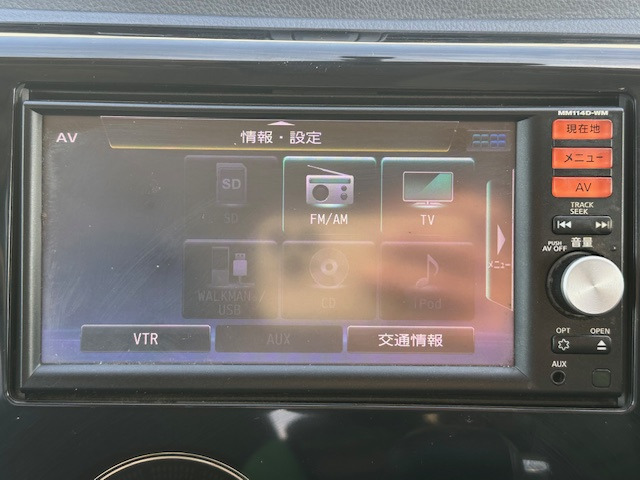 MM114D-WM
AV
情報・設定
現在地
メニュー
AV
SD
SD
FM/AM
TV
TRACK
SEEK
音量
PUSH
AV OFF
メニュー
WALKMAN /
USB
CD
iPod
VTR
AUX
交通情報
OPT
OPEN
AUX